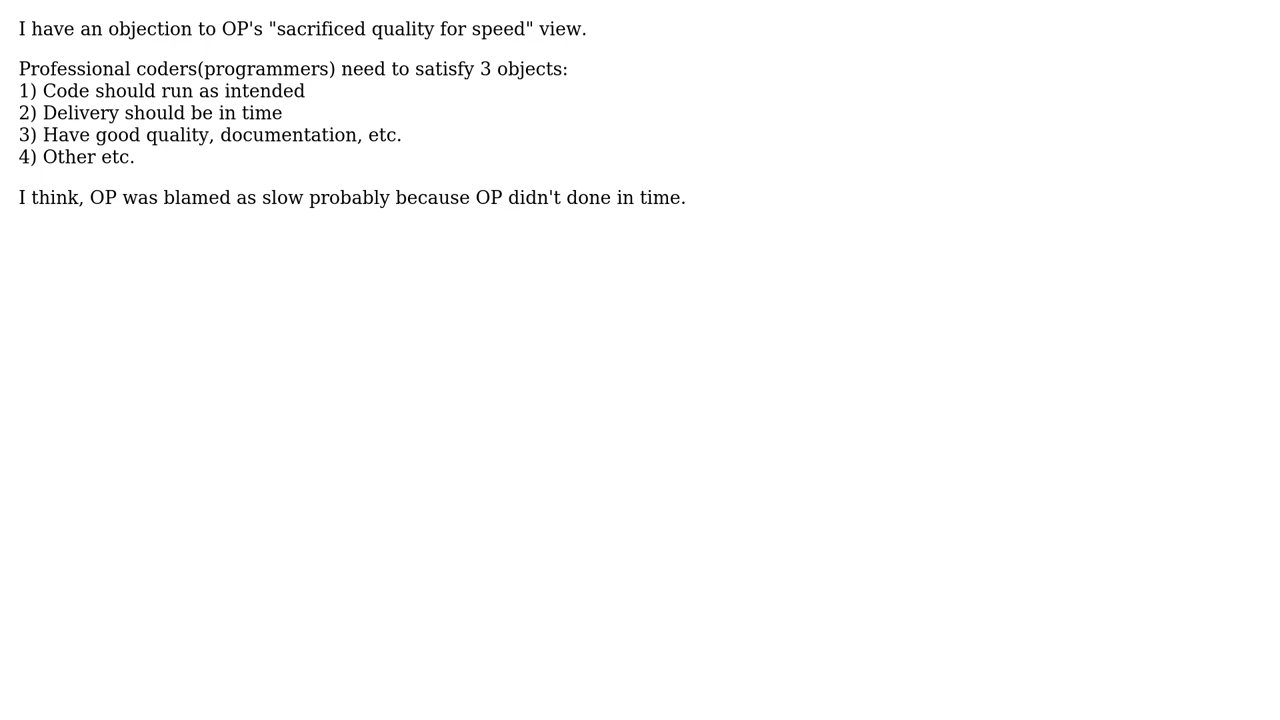 I have an objection to OP's "sacrificed quality for speed" view.
Professional coders(programmers) need to satisfy 3 objects:
1) Code should run as intended
2) Delivery should be in time
3) Have good quality, documentation, etc.
4) Other etc.
I think, OP was blamed as slow probably because OP didn't done in time.